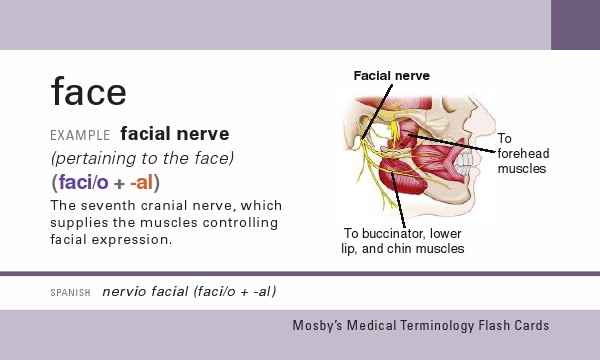 face
EXAMPLE facial nerve
(pertaining to the face)
(faci/o + -al)
The seventh cranial nerve, which
supplies the muscles controlling
facial expression.
Facial nerve
To
forehead
muscles
To buccinator, lower
lip, and chin muscles
SPANISH nervio facial (faci/o + -al)
Mosby's Medical Terminology Flash Cards